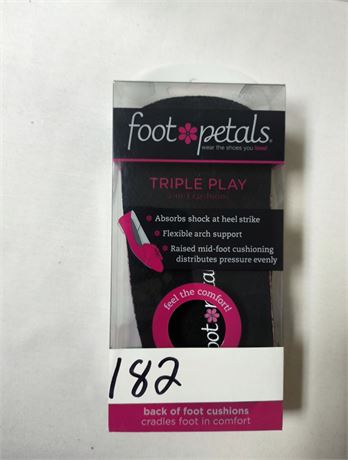 foot petals
wear the shoes you love!
TRIPLE PLAY
3-in-1 cushions
• Absorbs shock at heel strike
• Flexible arch support
• Raised mid-foot cushioning
distributes pressure evenly
feel the comfort!
foot petals
182
back of foot cushions
cradles foot in comfort